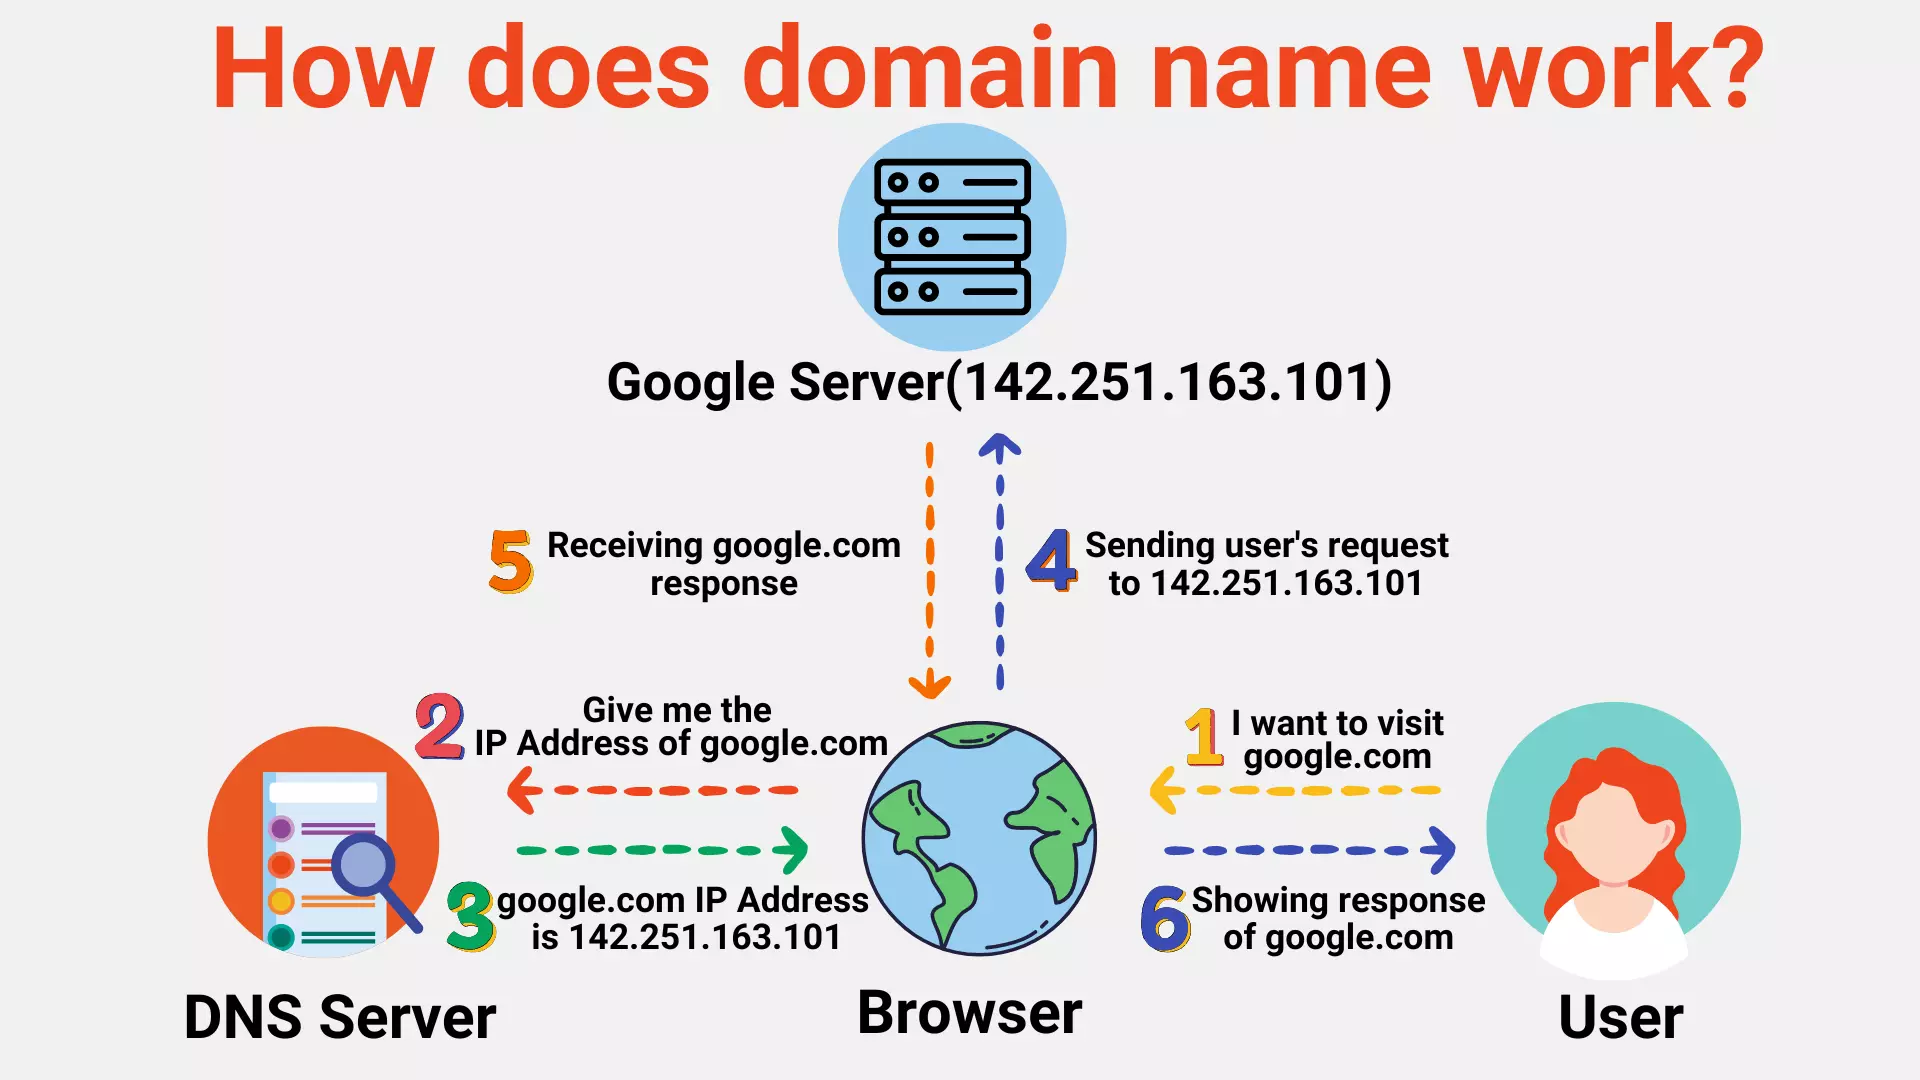 How does domain name work?
Google Server(142.251.163.101)
5
Receiving google.com
response
4
Sending user's request
to 142.251.163.101
2
Give me the
IP Address of google.com
1
I want to visit
google.com
3
google.com IP Address
is 142.251.163.101
6
Showing response
of google.com
DNS Server
Browser
User